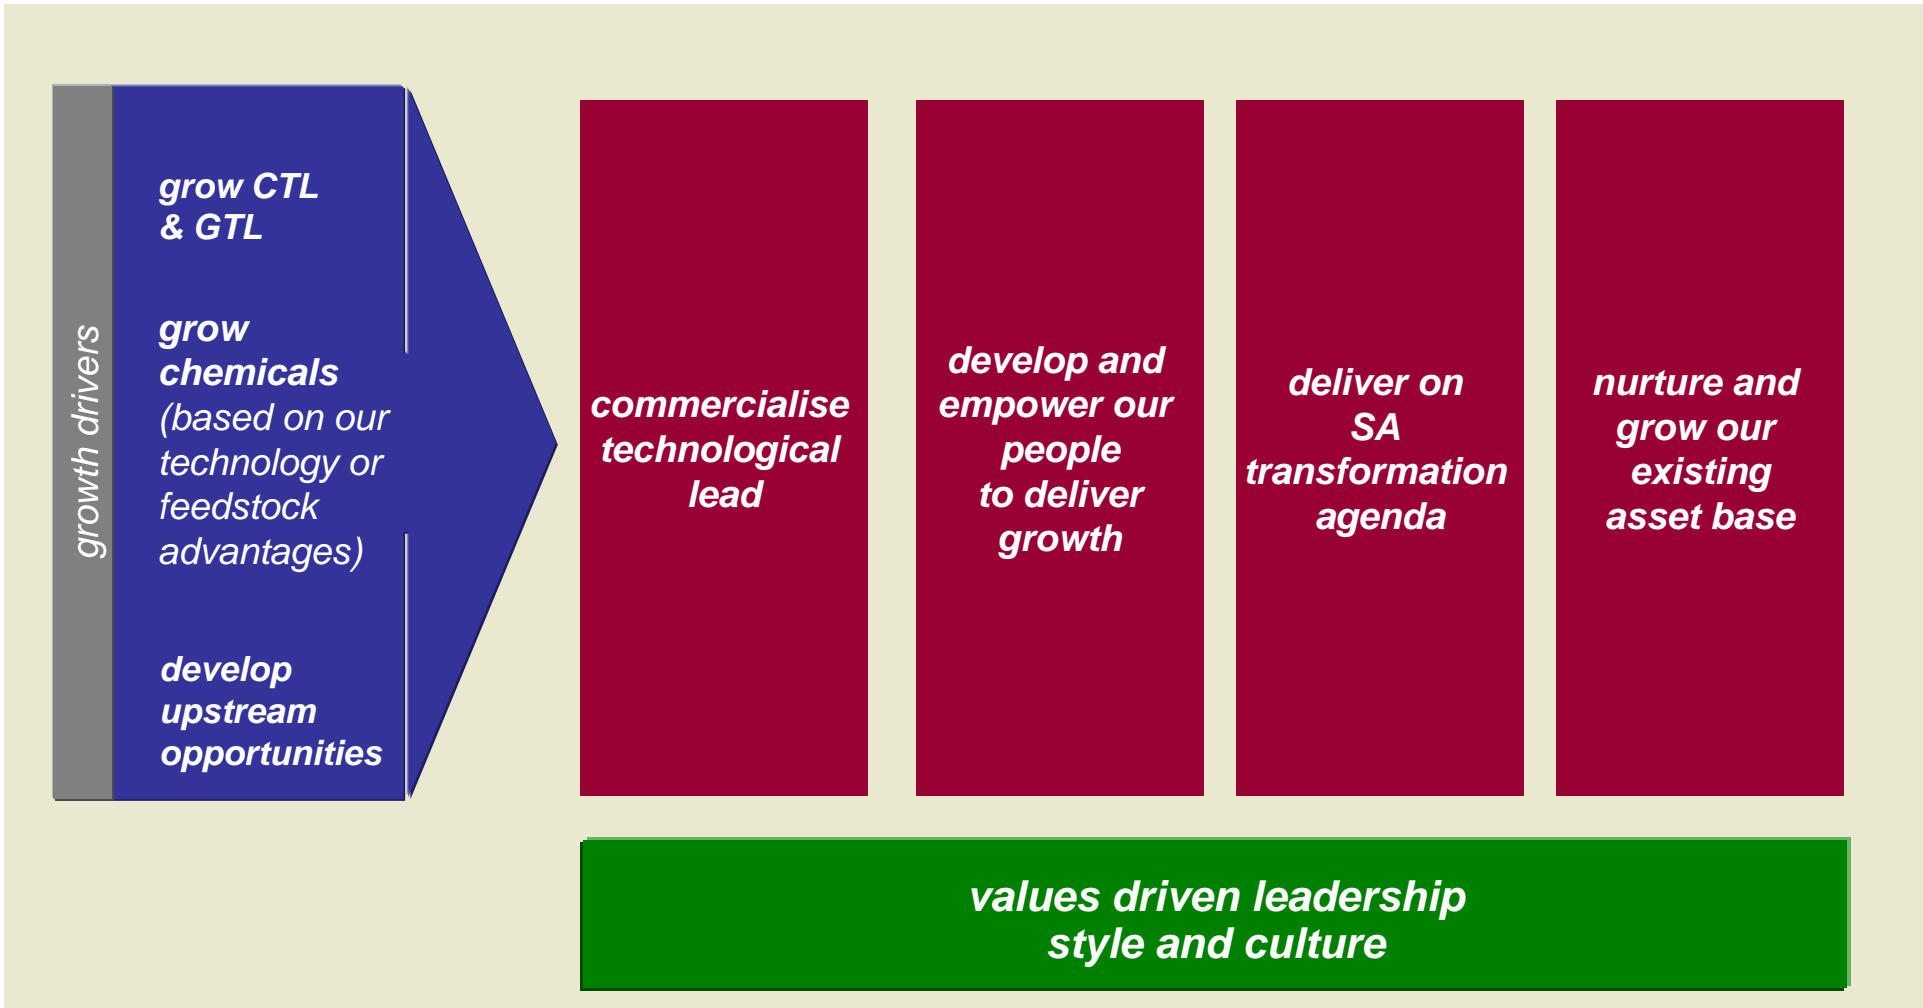 growth drivers
grow CTL
& GTL
grow
chemicals
(based on our
technology or
feedstock
advantages)
develop
upstream
opportunities
commercialise
technological
lead
develop and
empower our
people
to deliver
growth
deliver on
SA
transformation
agenda
nurture and
grow our
existing
asset base
values driven leadership
style and culture